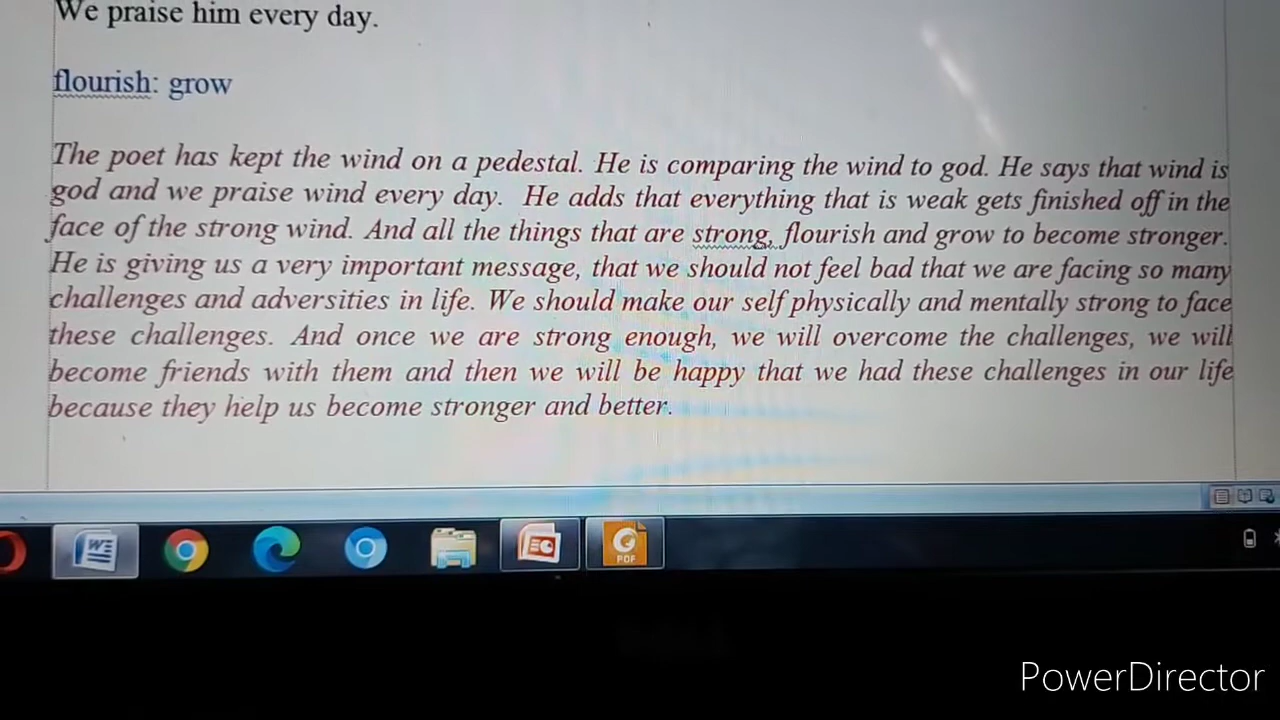 We praise him every day.
flourish: grow
The poet has kept the wind on a pedestal. He is comparing the wind to god. He says that wind is
god and we praise wind every day. He adds that everything that is weak gets finished off in the
face of the strong wind. And all the things that are strong, flourish and grow to become stronger.
He is giving us a very important message, that we should not feel bad that we are facing so many
challenges and adversities in life. We should make our self physically and mentally strong to face
these challenges. And once we are strong enough, we will overcome the challenges, we will
become friends with them and then we will be happy that we had these challenges in our life
because they help us become stronger and better.
PDF
PowerDirector